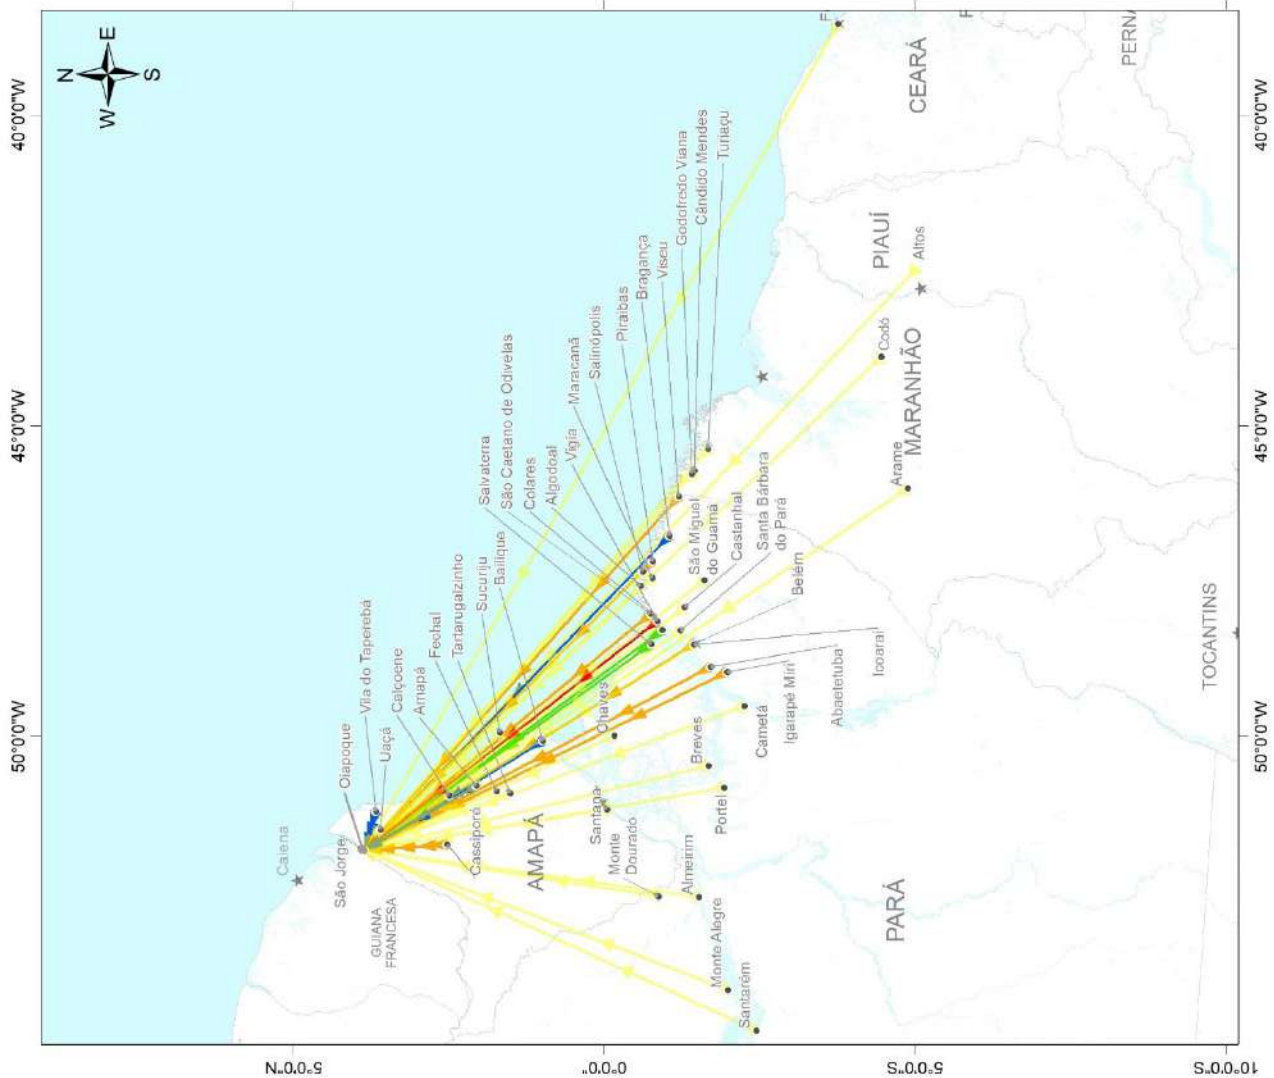 N
W
E
S
40°0'0"W
45°0'0"W
50°0'0"W
5°0'0"N
0°0'0"
5°0'0"S
10°0'0"S
40°0'0"W
45°0'0"W
50°0'0"W
Caiena
São Jorge
GUIANA
FRANCESA
Oiapoque
Uaçá
Vila do Taperebá
Calçoene
Amapá
Fechal
Tartarugalzinho
Sucuriju
Bailique
Salvaterra
São Caetano de Odivelas
Colares
Algodoal
Vigia
Maracanã
Salinópolis
Piraibas
Bragança
Viseu
Godofredo Viana
Cândido Mendes
Turiaçu
Cassiporé
AMAPÁ
Santana
Chaves
Monte
Dourado
Almeirim
Portel
Breves
Monte Alegre
Santarém
Cametá
Igarapé Miri
Abaetetuba
Icoaraí
Belém
Santa Bárbara
do Pará
Castanhal
São Miguel
do Guamá
Arame
Codó
Altos
PARÁ
MARANHÃO
PIAUÍ
CEARÁ
PERNA
TOCANTINS